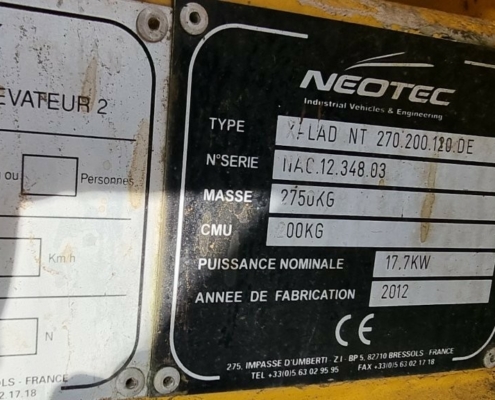 EVATEUR 2
ou Personnes
Km/h
N
OLS - FRANCE
2 17.18
NEOTEC
Industrial Vehicles & Engineering
TYPE LAD NT 270.200.120.DE
N°SERIE NAC.12.348.03
MASSE 2750KG
CMU 200KG
PUISSANCE NOMINALE 17,7KW
ANNEE DE FABRICATION 2012
CE
275, IMPASSE D'UMBERTI - Z.I - BP 5, 82710 BRESSOLS - FRANCE
TEL +33(0)5 63 02 95 95 FAX +33(0)5 63 02 17 18